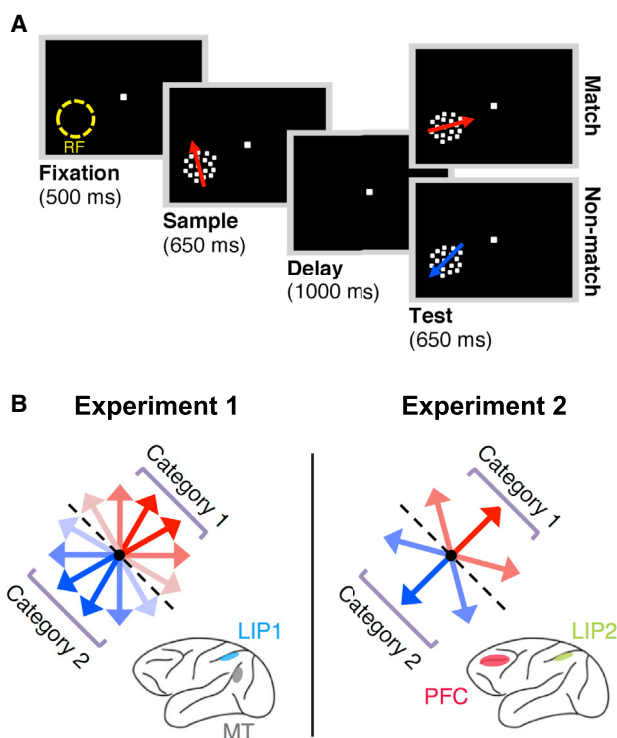 A
RF
Fixation
(500 ms)
Sample
(650 ms)
Delay
(1000 ms)
Match
Non-match
Test
(650 ms)
B
Experiment 1
Category 1
Category 2
LIP1
MT
Experiment 2
Category 1
Category 2
LIP2
PFC